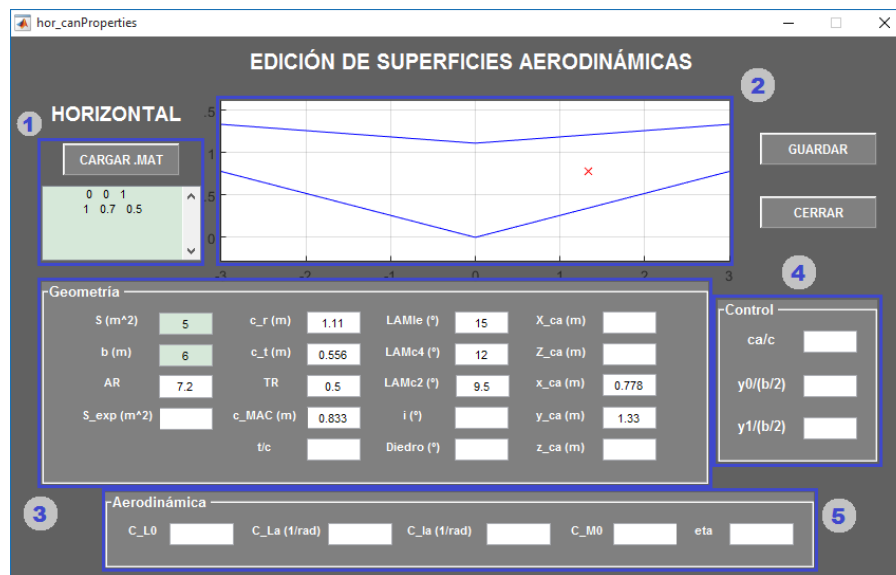 hor_canProperties
EDICIÓN DE SUPERFICIES AERODINÁMICAS
HORIZONTAL
1
2
CARGAR .MAT
0 0 1
1 0.7 0.5
.5
1
.5
0
-3 -2 -1 0 1 2 3
GUARDAR
CERRAR
Geometría
S (m^2) 5 c_r (m) 1.11 LAMle (º) 15 X_ca (m)
b (m) 6 c_t (m) 0.556 LAMc4 (º) 12 Z_ca (m)
AR 7.2 TR 0.5 LAMc2 (º) 9.5 x_ca (m) 0.778
S_exp (m^2) c_MAC (m) 0.833 i (º) y_ca (m) 1.33
t/c Diedro (º) z_ca (m)
3
4
Control
ca/c
y0/(b/2)
y1/(b/2)
Aerodinámica
C_L0 C_La (1/rad) C_la (1/rad) C_M0 eta
5